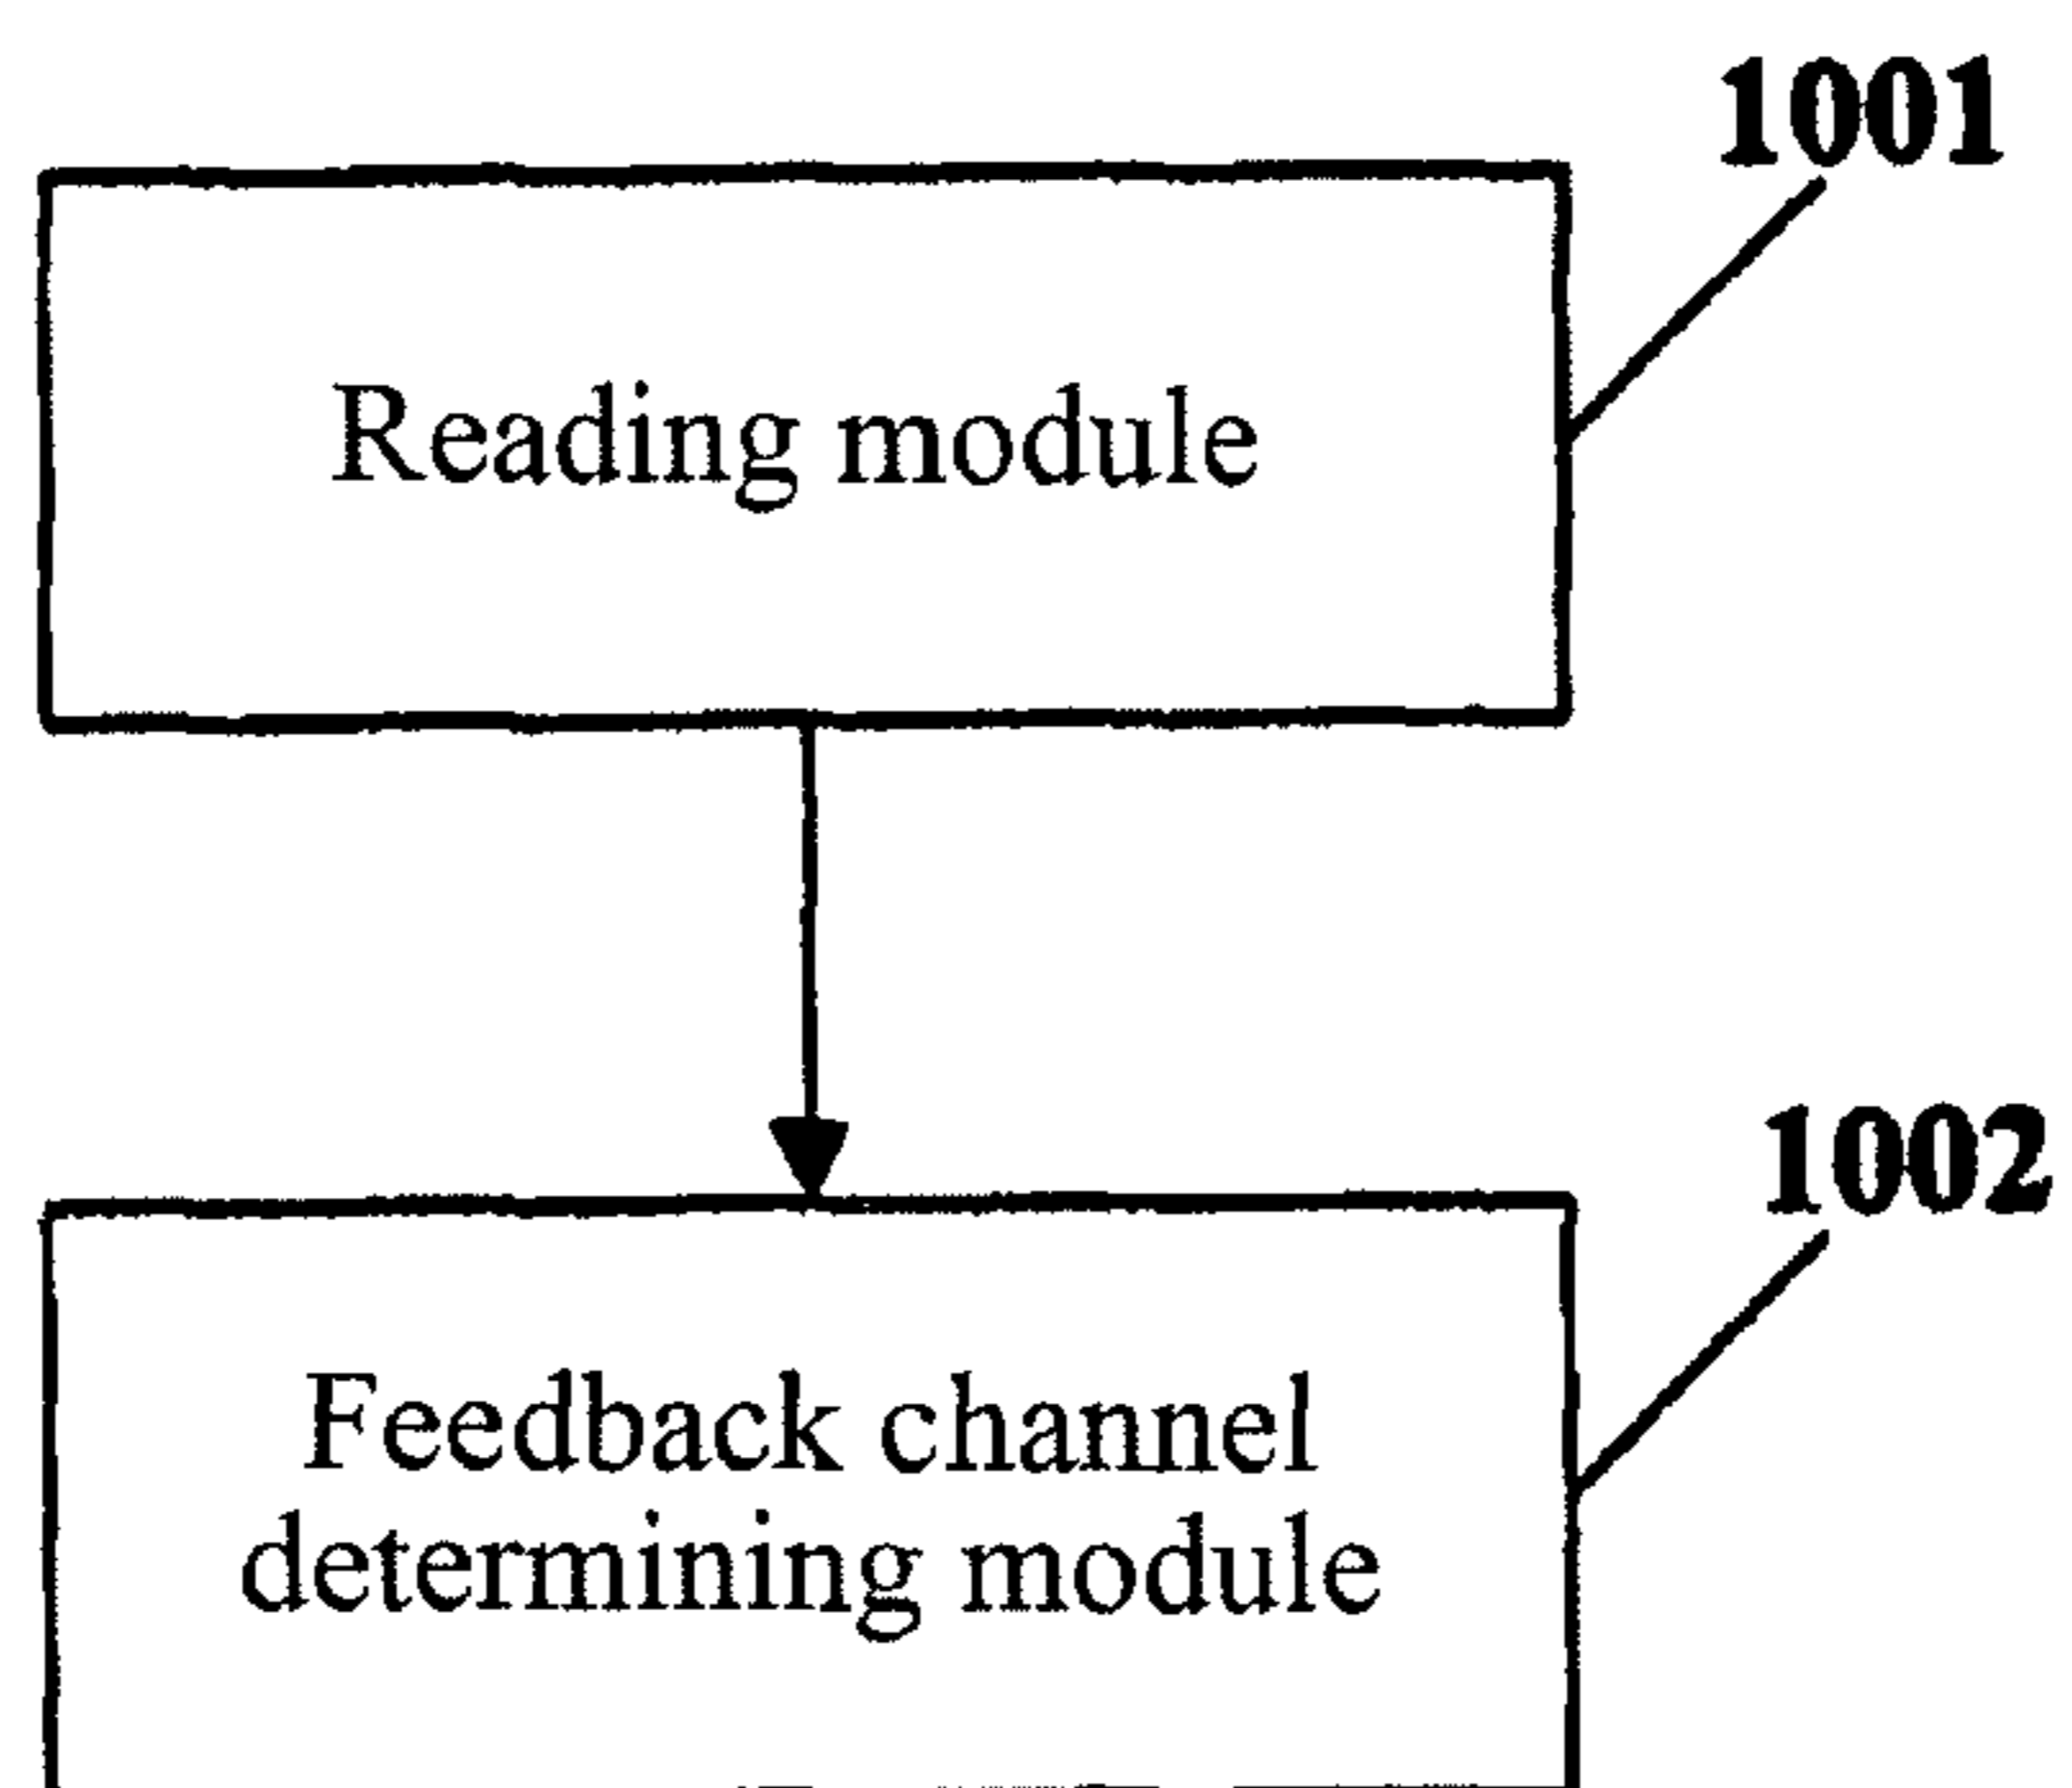 1001
Reading module
1002
Feedback channel
determining module